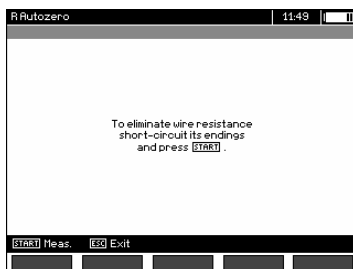 R Autozero 11:49
To eliminate wire resistance
short-circuit its endings
and press START .
START Meas. ESC Exit